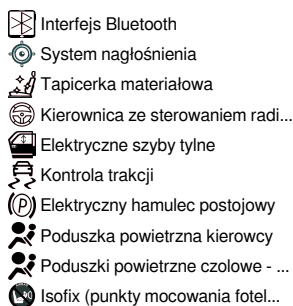 Interfejs Bluetooth
System nagłośnienia
Tapicerka materiałowa
Kierownica ze sterowaniem radi...
Elektryczne szyby tylne
Kontrola trakcji
(P) Elektryczny hamulec postojowy
Poduszka powietrzna kierowcy
Poduszki powietrzne czolowe - ...
Isofix (punkty mocowania fotel...